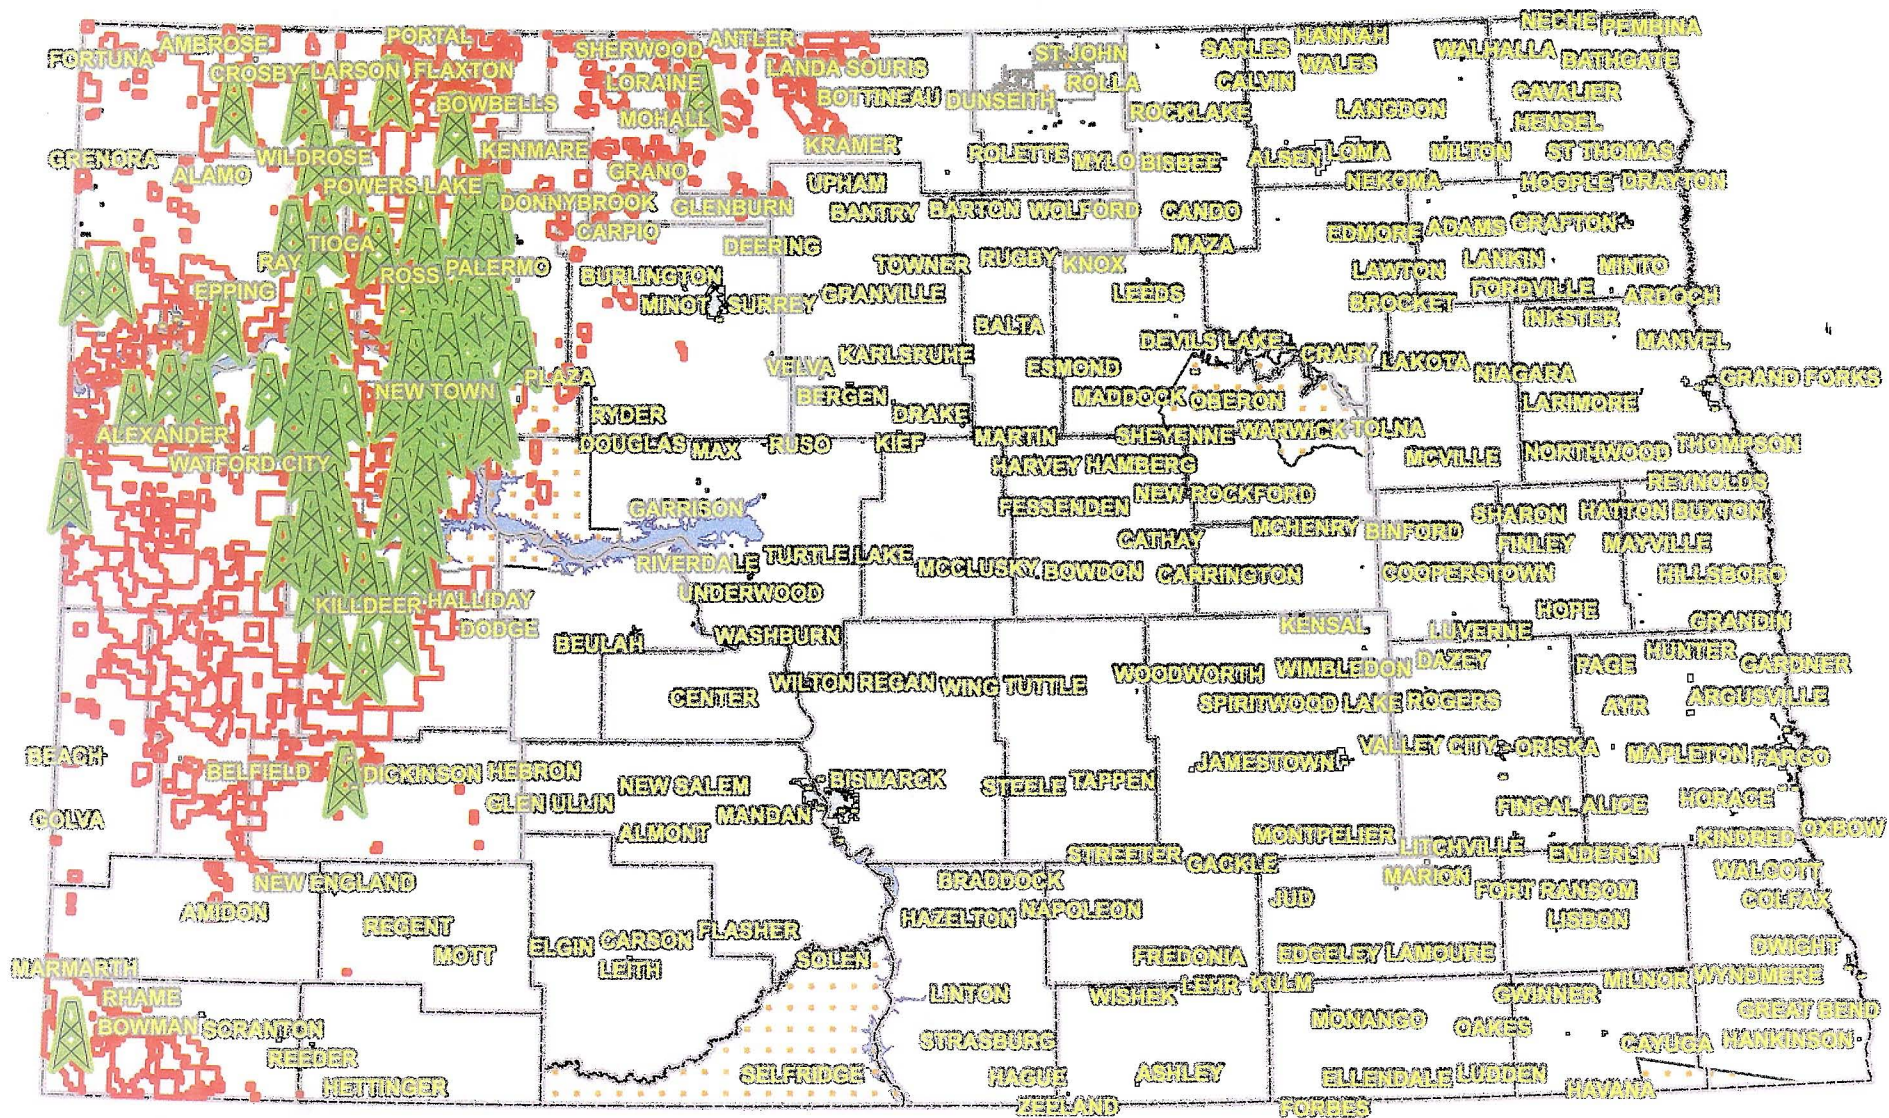 NECHE PEMBINA
FORTUNA AMBROSE PORTAL SHERWOOD ANTLER ST JOHN SARLES HANNAH WALHALLA BATHGATE
CROSBY LARSON FLAXTON LORAINE LANDA SOURIS ROLLA CALVIN WALES CAVALIER
BOWBELLS MOHALL BOTTINEAU DUNSEITH ROCKLAKE LANGDON HENSEL
GRENORA WILDROSE KENMARE KRAMER ROLETTE MYLO BISBEE ALSEN LOMA MILTON ST THOMAS
ALAMO POWERS LAKE GRANO UPHAM NEKOMA HOOPLE DRAYTON
DONNYBROOK GLENBURN BANTRY BARTON WOLFORD CANDO
TIOGA CARPIO DEERING MAZA EDMORE ADAMS GRAFTON
RAY ROSS PALERMO BURLINGTON TOWNER RUGBY KNOX LAWTON LANKIN MINTO
EPPING MINOT SURREY GRANVILLE LEEDS BROCKET FORDVILLE ARDOCH
BALTA INKSTER
VELVA KARLSRUHE ESMOND DEVILS LAKE CRARY LAKOTA NIAGARA MANVEL
NEW TOWN PLAZA BERGEN MADDOCK OBERON LARIMORE GRAND FORKS
RYDER DRAKE
ALEXANDER DOUGLAS MAX RUSO KIEF MARTIN SHEYENNE WARWICK TOLNA
WATFORD CITY HARVEY HAMBERG MCVILLE NORTHWOOD THOMPSON
GARRISON FESSENDEN NEW ROCKFORD REYNOLDS
CATHAY MCHENRY BINFORD SHARON HATTON BUXTON
RIVERDALE TURTLE LAKE MCCLUSKY BOWDON CARRINGTON COOPERSTOWN FINLEY MAYVILLE
HILLSBORO
KILLDEER HALLIDAY UNDERWOOD HOPE
DODGE BEULAH WASHBURN KENSAL LUVERNE GRANDIN
CENTER WILTON REGAN WING TUTTLE WOODWORTH WIMBLEDON DAZEY PAGE HUNTER GARDNER
SPIRITWOOD LAKE ROGERS AYR ARGUSVILLE
BEACH BELFIELD DICKINSON HEBRON NEW SALEM BISMARCK STEELE TAPPEN JAMESTOWN VALLEY CITY ORISKA MAPLETON FARGO
GOLVA GLEN ULLIN MANDAN FINGAL ALICE HORACE
ALMONT MONTPELIER LITCHVILLE ENDERLIN KINDRED OXBOW
STREETER GACKLE
NEW ENGLAND BRADDOCK MARION FORT RANSOM WALCOTT
AMIDON REGENT HAZELTON NAPOLEON JUD LISBON COLFAX
MOTT ELGIN CARSON FLASHER
MARMARTH LEITH SOLEN FREDONIA EDGELEY LAMOURE DWIGHT
RHAME LINTON WISHEK LEHR KULM GWINNER MILNOR WYNDMERE
BOWMAN SCRANTON STRASBURG MONANGO OAKES GREAT BEND
REEDER CAYUGA HANKINSON
HETTINGER SELFRIDGE HAGUE ASHLEY ELLENDALE LUDDEN HAVANA
ZEELAND FORBES